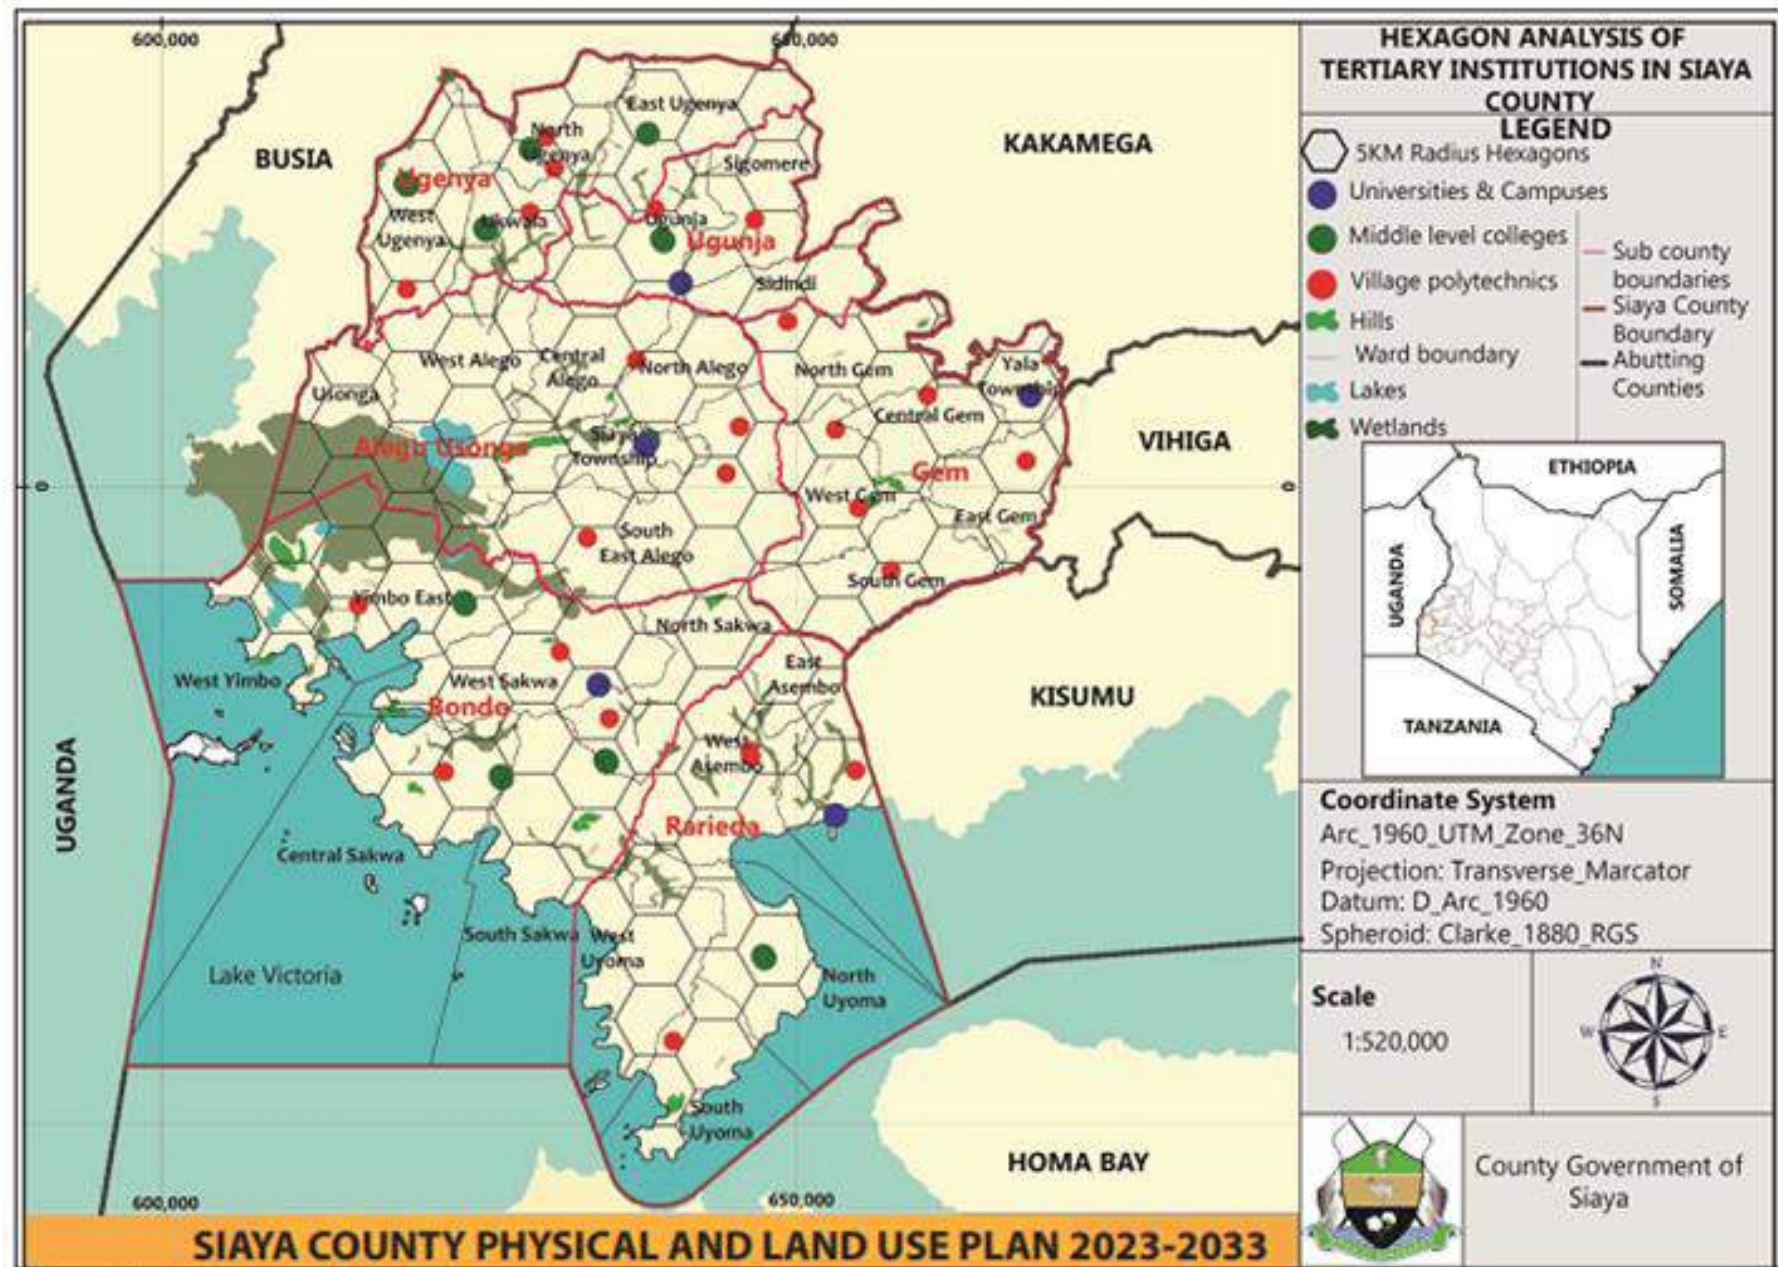 600,000
650,000
BUSIA
KAKAMEGA
East Ugenya
North
Ugenya
Sigomere
Ugenya
West
Ugenya
Ukwala
Ugunja
Ugunja
Sidindi
West Alego
Central
Alego
North Alego
North Gem
Yala
Township
Usonga
Central Gem
Alego Usonga
Siaya
Township
VIHIGA
Gem
0
0
West Gem
East Gem
South
East Alego
South Gem
Yimbo East
North Sakwa
West Yimbo
West Sakwa
East
Asembo
KISUMU
Bondo
West
Asembo
UGANDA
Rarieda
Central Sakwa
South Sakwa
West
Uyoma
Lake Victoria
North
Uyoma
South
Uyoma
HOMA BAY
600,000
650,000
SIAYA COUNTY PHYSICAL AND LAND USE PLAN 2023-2033
HEXAGON ANALYSIS OF
TERTIARY INSTITUTIONS IN SIAYA
COUNTY
LEGEND
5KM Radius Hexagons
Universities & Campuses
Middle level colleges
Village polytechnics
Hills
Ward boundary
Lakes
Wetlands
Sub county
boundaries
Siaya County
Boundary
Abutting
Counties
ETHIOPIA
UGANDA
SOMALIA
TANZANIA
Coordinate System
Arc_1960_UTM_Zone_36N
Projection: Transverse_Marcator
Datum: D_Arc_1960
Spheroid: Clarke_1880_RGS
Scale
1:520,000
N
W
E
S
County Government of
Siaya